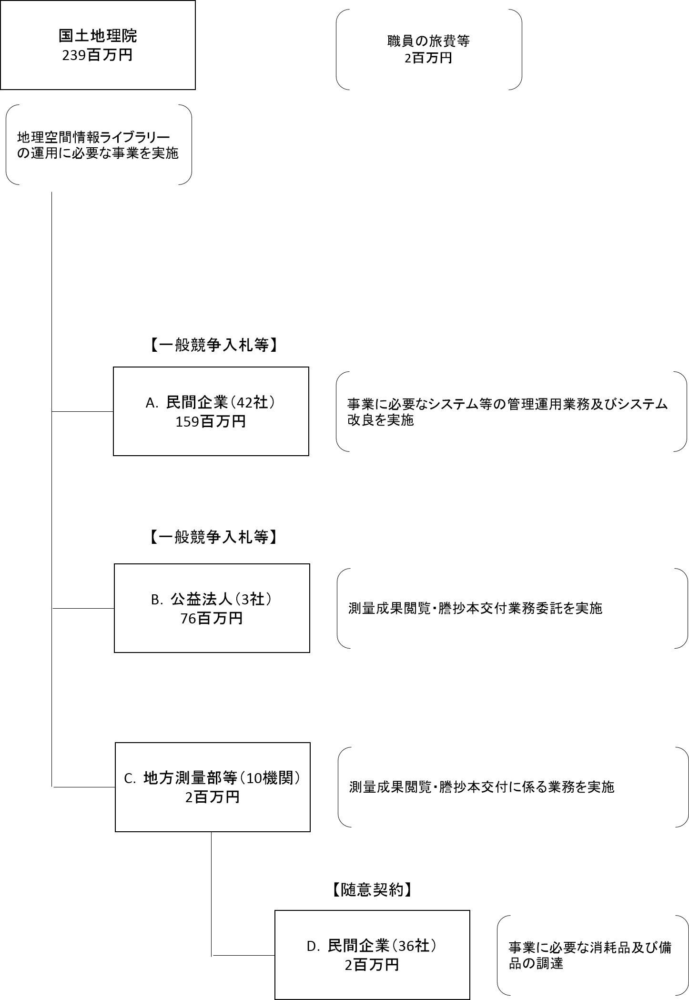 国土地理院
239百万円
職員の旅費等
2百万円
地理空間情報ライブラリー
の運用に必要な事業を実施
【一般競争入札等】
A. 民間企業（42社）
159百万円
事業に必要なシステム等の管理運用業務及びシステム
改良を実施
【一般競争入札等】
B. 公益法人（3社）
76百万円
測量成果閲覧・謄抄本交付業務委託を実施
C. 地方測量部等（10機関）
2百万円
測量成果閲覧・謄抄本交付に係る業務を実施
【随意契約】
D. 民間企業（36社）
2百万円
事業に必要な消耗品及び備
品の調達